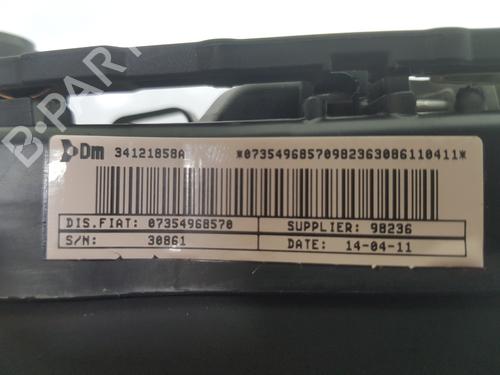 Dm 34121858A *07354968570982363086110411*
DIS.FIAT: 07354968570 SUPPLIER: 98236
S/N: 30861 DATE: 14-04-11
B-PARTS